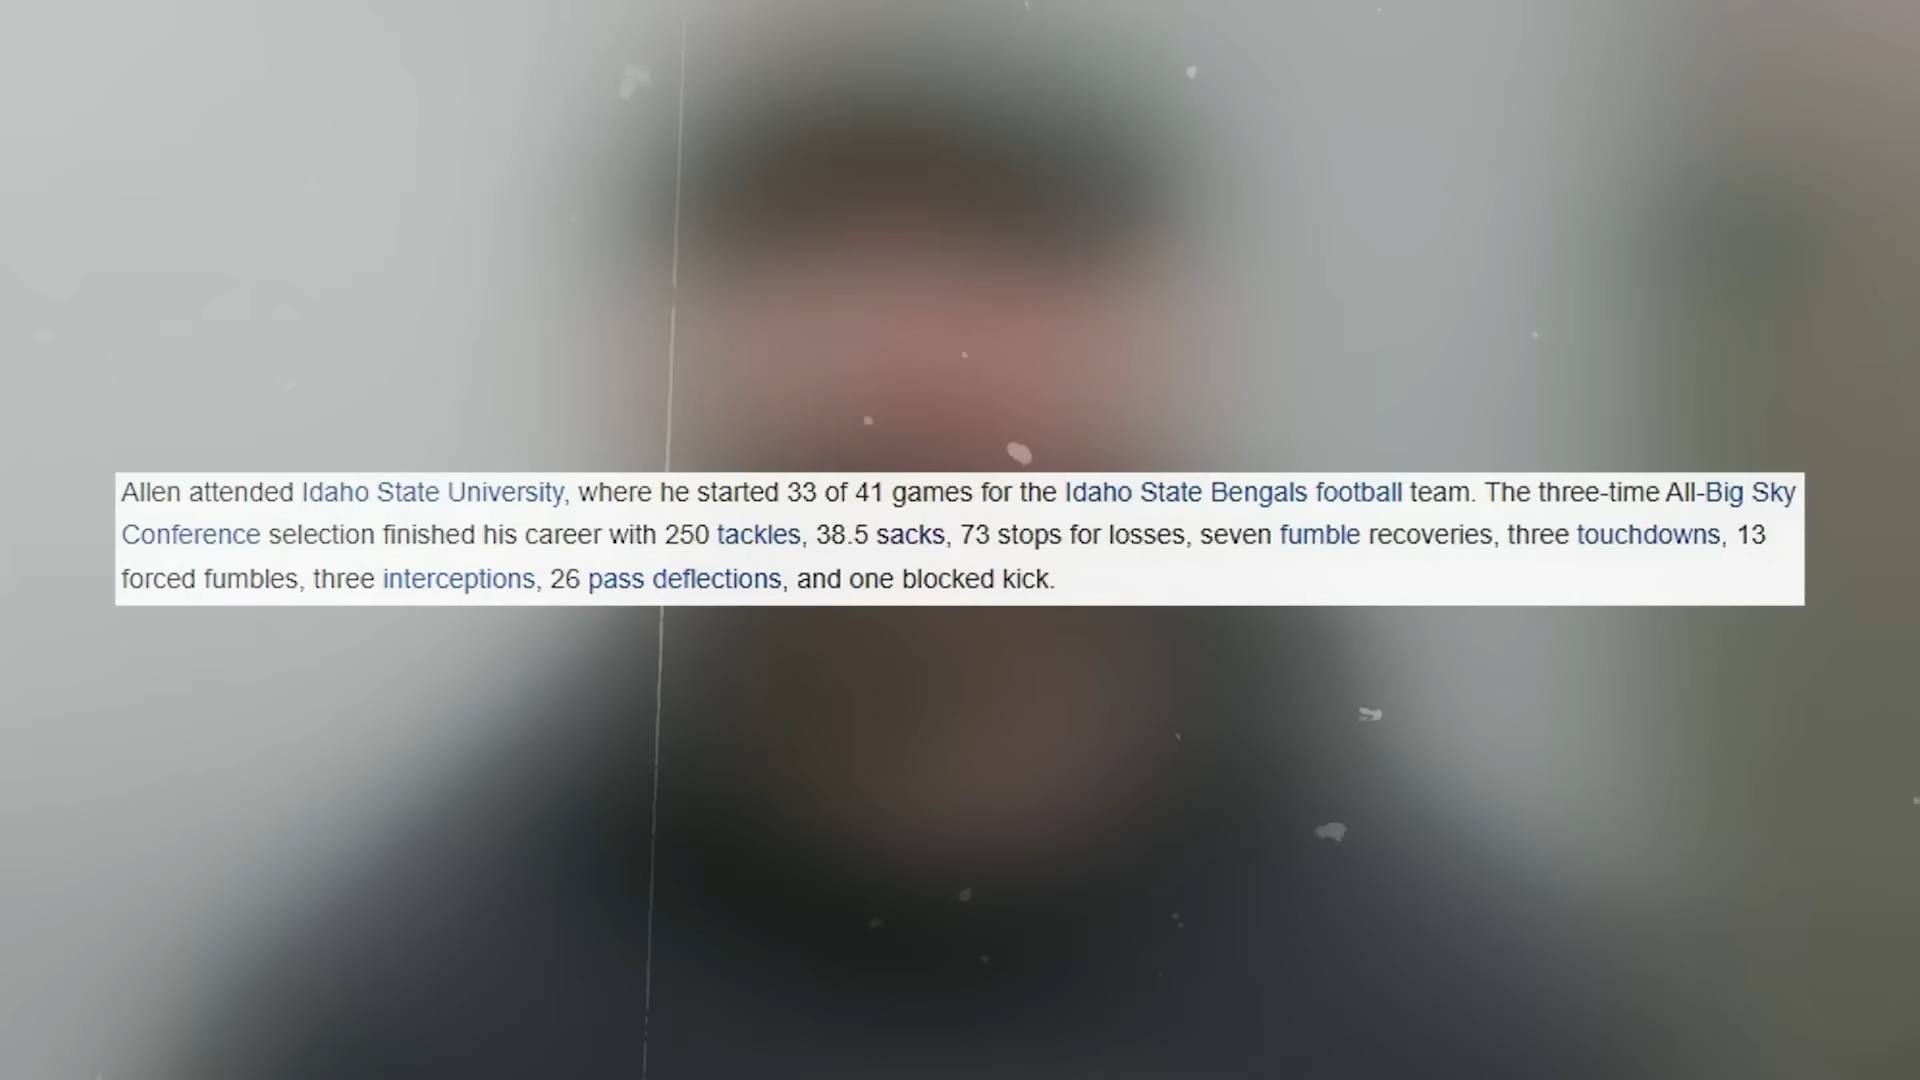 Allen attended Idaho State University, where he started 33 of 41 games for the Idaho State Bengals football team. The three-time All-Big Sky
Conference selection finished his career with 250 tackles, 38.5 sacks, 73 stops for losses, seven fumble recoveries, three touchdowns, 13
forced fumbles, three interceptions, 26 pass deflections, and one blocked kick.